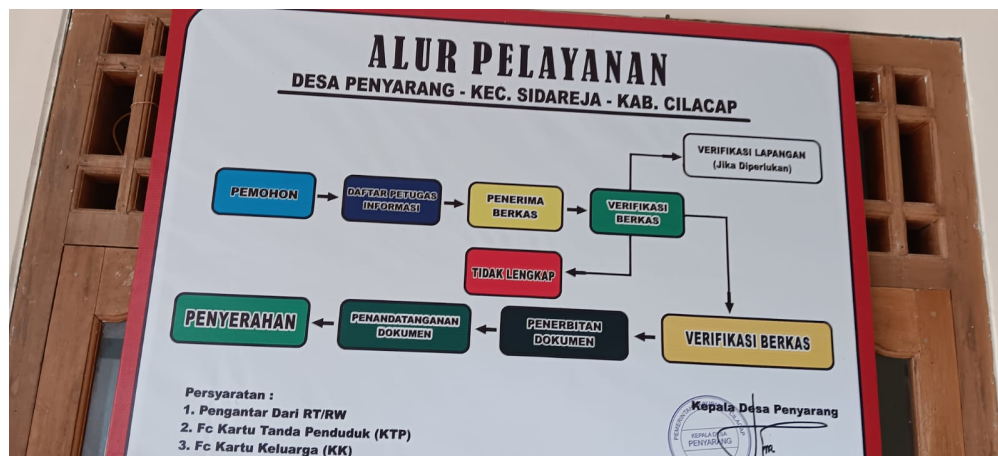 ALUR PELAYANAN
DESA PENYARANG - KEC. SIDAREJA - KAB. CILACAP
VERIFIKASI LAPANGAN
(Jika Diperlukan)
PEMOHON
DAFTAR PETUGAS
INFORMASI
PENERIMA
BERKAS
VERIFIKASI
BERKAS
TIDAK LENGKAP
PENYERAHAN
PENANDATANGANAN
DOKUMEN
PENERBITAN
DOKUMEN
VERIFIKASI BERKAS
Persyaratan :
1. Pengantar Dari RT/RW
2. Fc Kartu Tanda Penduduk (KTP)
3. Fc Kartu Keluarga (KK)
Kepala Desa Penyarang
KEPALA DESA
PENYARANG